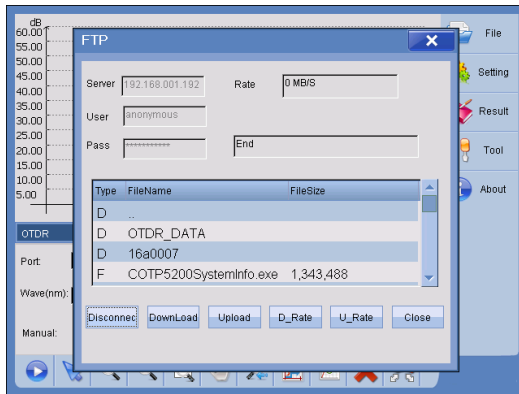 dB
60.00
55.00
50.00
45.00
40.00
35.00
30.00
25.00
20.00
15.00
10.00
5.00
FTP
Server 192.168.001.192 Rate 0 MB/S
User anonymous
Pass *********** End
Type FileName FileSize
D ..
D OTDR_DATA
D 16a0007
F COTP5200SystemInfo.exe 1,343,488
Disconnec DownLoad Upload D_Rate U_Rate Close
File
Setting
Result
Tool
About
OTDR
Port:
Wave(nm):
Manual: